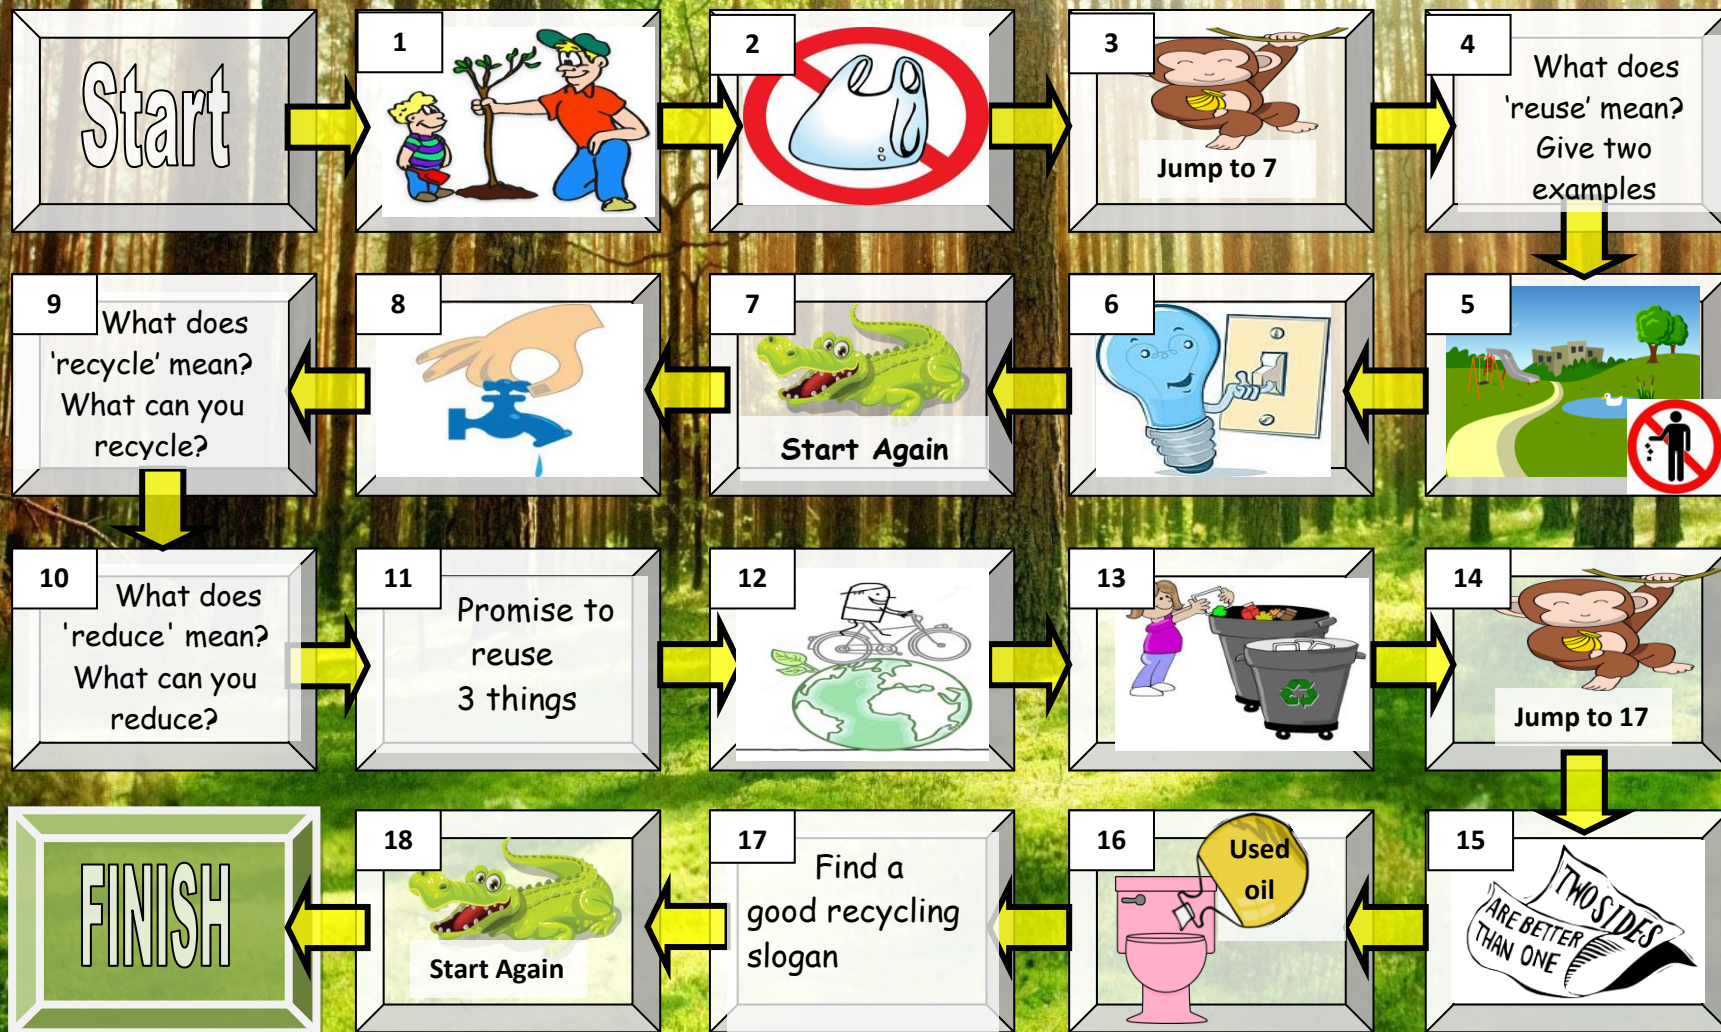 Start
1
2
3
Jump to 7
4
What does
‘reuse’ mean?
Give two
examples
9
What does
‘recycle’ mean?
What can you
recycle?
8
7
Start Again
6
5
10
What does
'reduce' mean?
What can you
reduce?
11
Promise to
reuse
3 things
12
13
14
Jump to 17
FINISH
18
Start Again
17
Find a
good recycling
slogan
16
Used
oil
15
TWO SIDES
ARE BETTER
THAN ONE